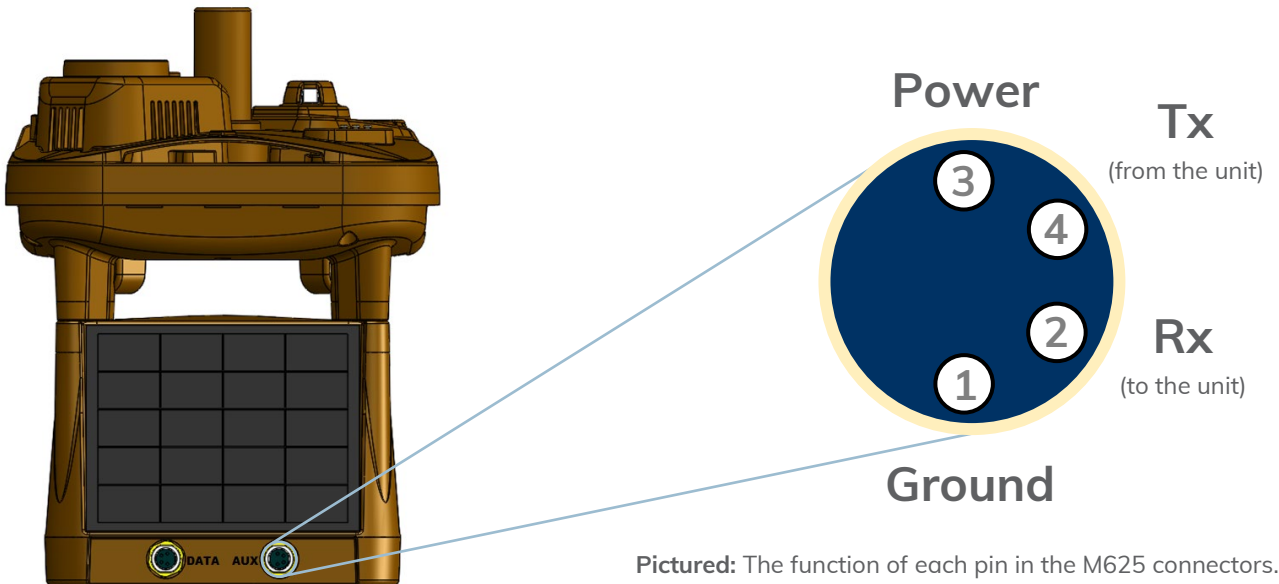 Power
Tx
(from the unit)
3
4
2
Rx
(to the unit)
1
Ground
DATA AUX
Pictured: The function of each pin in the M625 connectors.